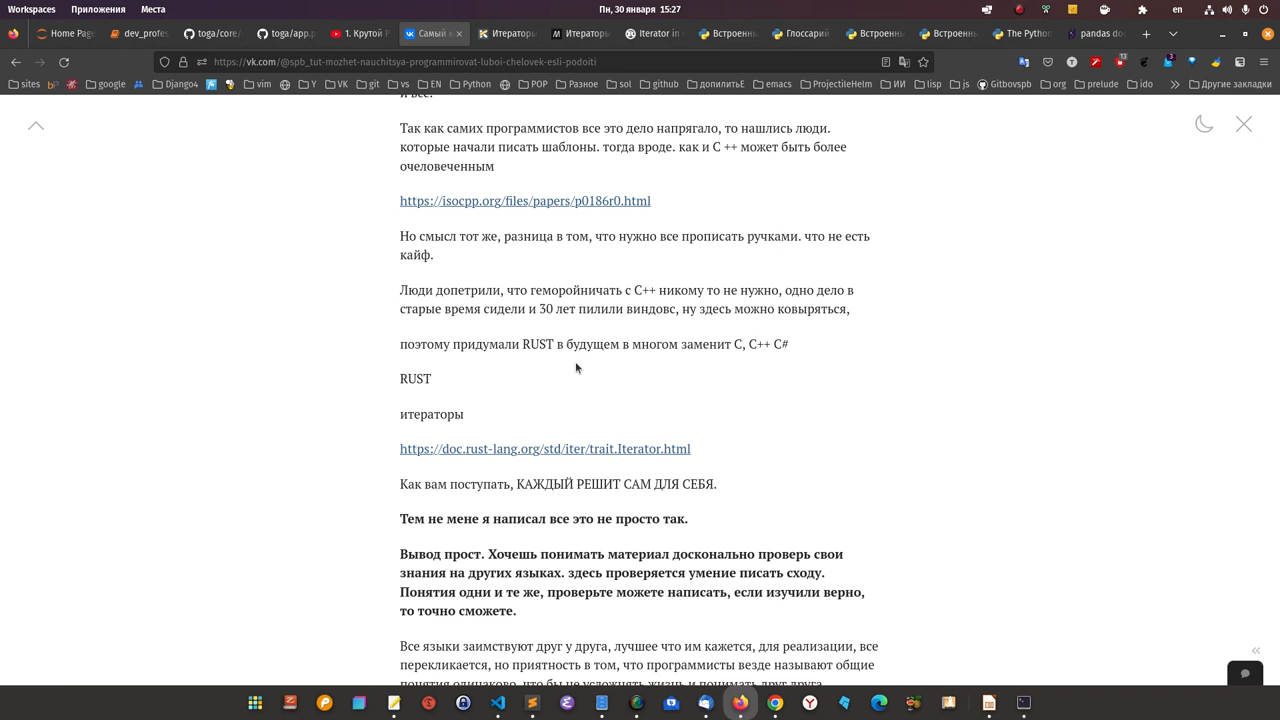 Workspaces Приложения Места Пн, 30 января 15:27 en
Home Page dev_profes toga/core/ toga/app.p 1. Крутой Р Самый к Итераторы Итераторы Iterator in Встроенн Глоссарий Встроенны Встроенн The Python pandas doc
https://vk.com/@spb_tut-mozhet-nauchitsya-programmirovat-luboi-chelovek-esli-podoiti
sites google Django4 vim Y VK git vs EN Python POP Разное sol github допилитьЕ emacs ProjectileHelm ИИ lisp js Gitbovspb org prelude ido Другие закладки
и все.
Так как самих программистов все это дело напрягало, то нашлись люди.
которые начали писать шаблоны. тогда вроде. как и С ++ может быть более
очеловеченным
https://isocpp.org/files/papers/p0186r0.html
Но смысл тот же, разница в том, что нужно все прописать ручками. что не есть
кайф.
Люди допетрили, что геморойничать с С++ никому то не нужно, одно дело в
старые время сидели и 30 лет пилили виндовс, ну здесь можно ковыряться,
поэтому придумали RUST в будущем в многом заменит C, C++ C#
RUST
итераторы
https://doc.rust-lang.org/std/iter/trait.Iterator.html
Как вам поступать, КАЖДЫЙ РЕШИТ САМ ДЛЯ СЕБЯ.
Тем не мене я написал все это не просто так.
Вывод прост. Хочешь понимать материал досконально проверь свои
знания на других языках. здесь проверяется умение писать сходу.
Понятия одни и те же, проверьте можете написать, если изучили верно,
то точно сможете.
Все языки заимствуют друг у друга, лучшее что им кажется, для реализации, все
перекликается, но приятность в том, что программисты везде называют общие
понятия одинаково, что бы не усложнять жизнь и понимать друг друга